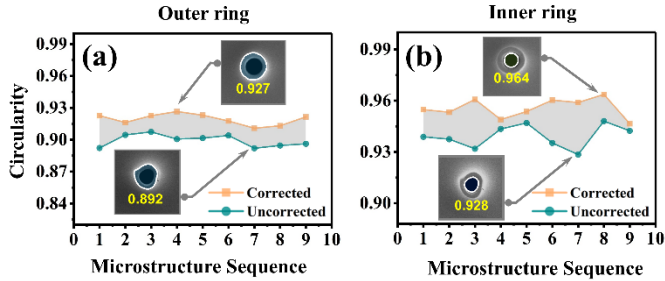 Outer ring
Inner ring
(a)
0.927
0.892
Corrected
Uncorrected
0.99
0.96
0.93
0.90
0.87
0.84
0 1 2 3 4 5 6 7 8 9 10
Circularity
Microstructure Sequence
(b)
0.964
0.928
Corrected
Uncorrected
0.99
0.96
0.93
0.90
0 1 2 3 4 5 6 7 8 9 10
Microstructure Sequence